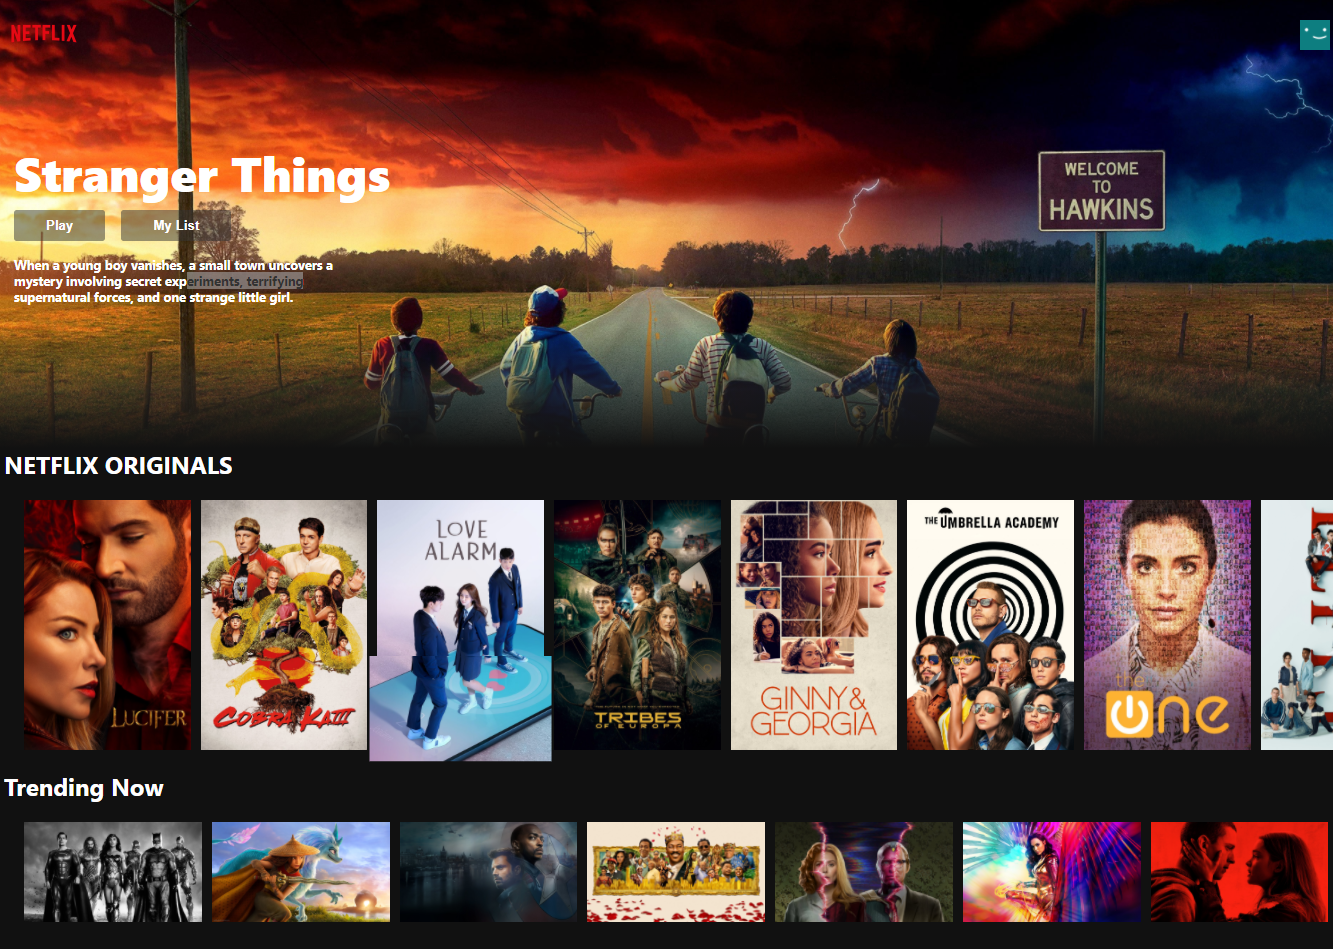 NETFLIX
WELCOME
TO
HAWKINS
Stranger Things
Play
My List
When a young boy vanishes, a small town uncovers a
mystery involving secret experiments, terrifying
supernatural forces, and one strange little girl.
NETFLIX ORIGINALS
LUCIFER
COBRA KAI III
LOVE
ALARM
TRIBES
OF EUROPA
GINNY&
GEORGIA
THE UMBRELLA ACADEMY
the
One
Trending Now